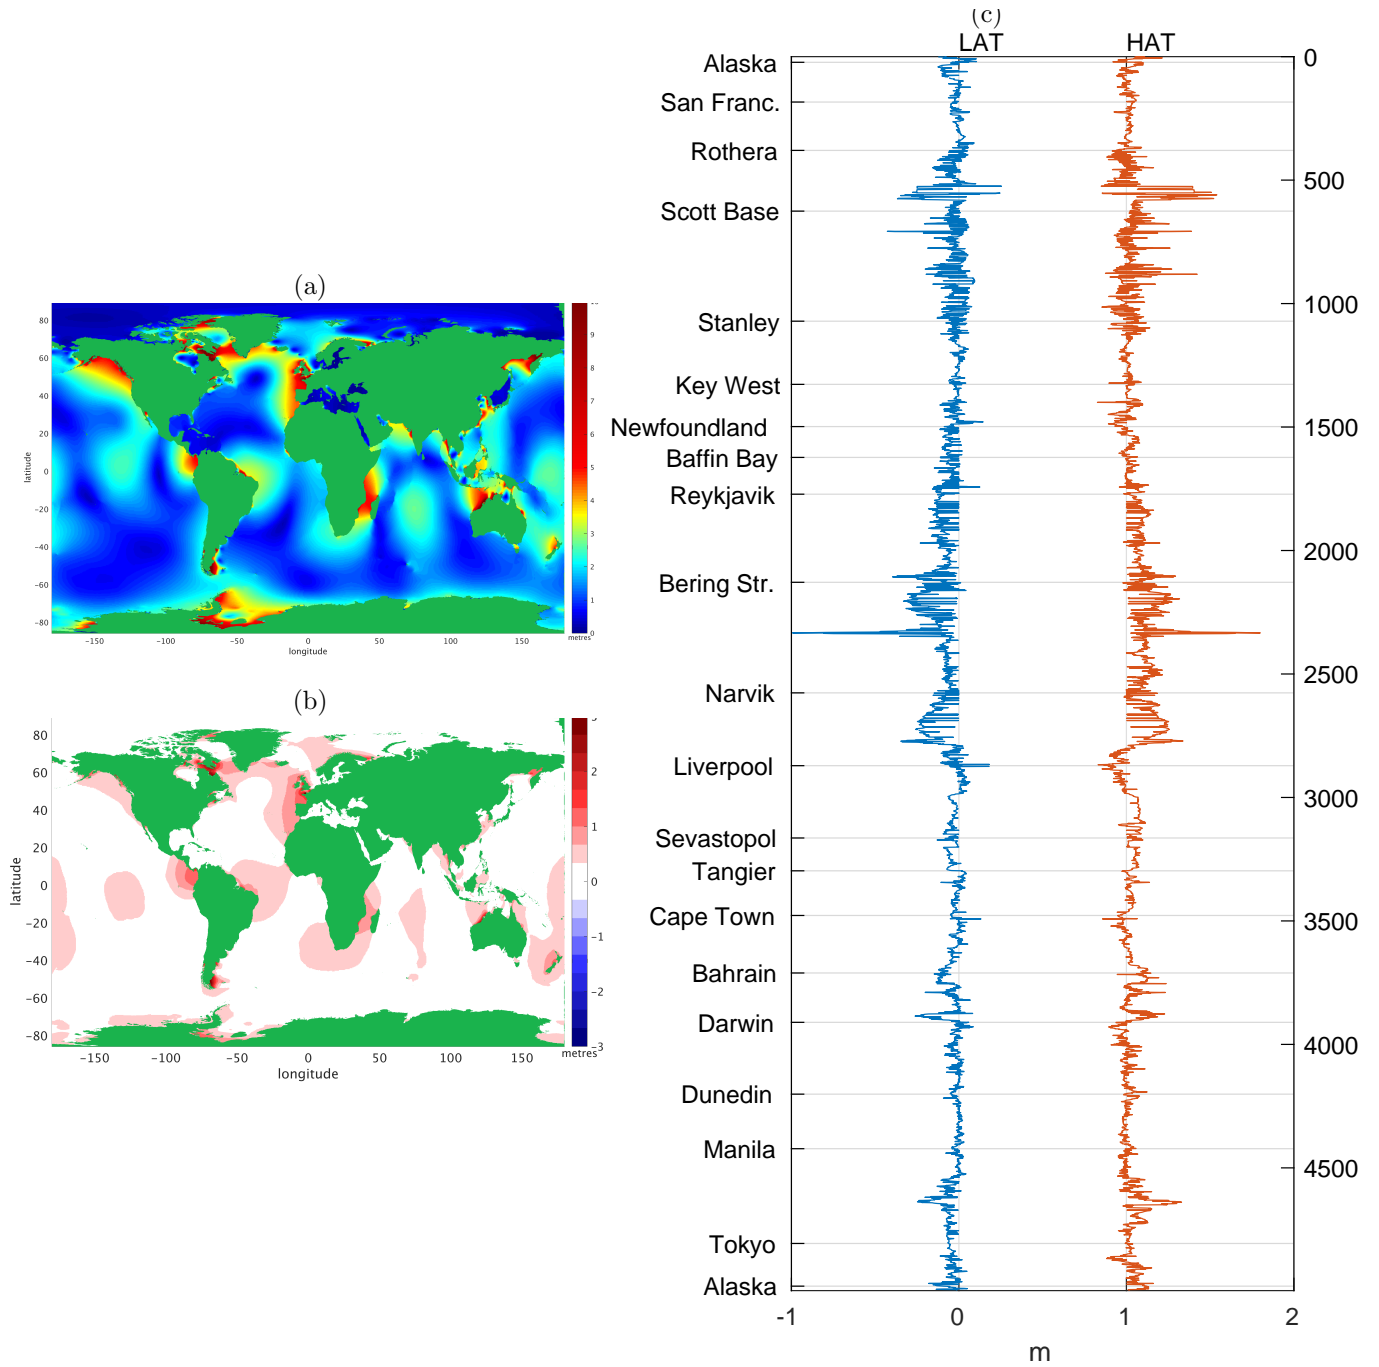 (a)
80
60
40
20
0
−20
−40
−60
−80
latitude
−150
−100
−50
0
50
100
150
longitude
9
8
7
6
5
4
3
2
1
0
metres
(b)
80
60
40
20
0
−20
−40
−60
−80
latitude
−150
−100
−50
0
50
100
150
longitude
2
1
0
−1
−2
−3
metres
(c)
LAT HAT
Alaska
San Franc.
Rothera
Scott Base
Stanley
Key West
Newfoundland
Baffin Bay
Reykjavik
Bering Str.
Narvik
Liverpool
Sevastopol
Tangier
Cape Town
Bahrain
Darwin
Dunedin
Manila
Tokyo
Alaska
0
500
1000
1500
2000
2500
3000
3500
4000
4500
-1 0 1 2
m